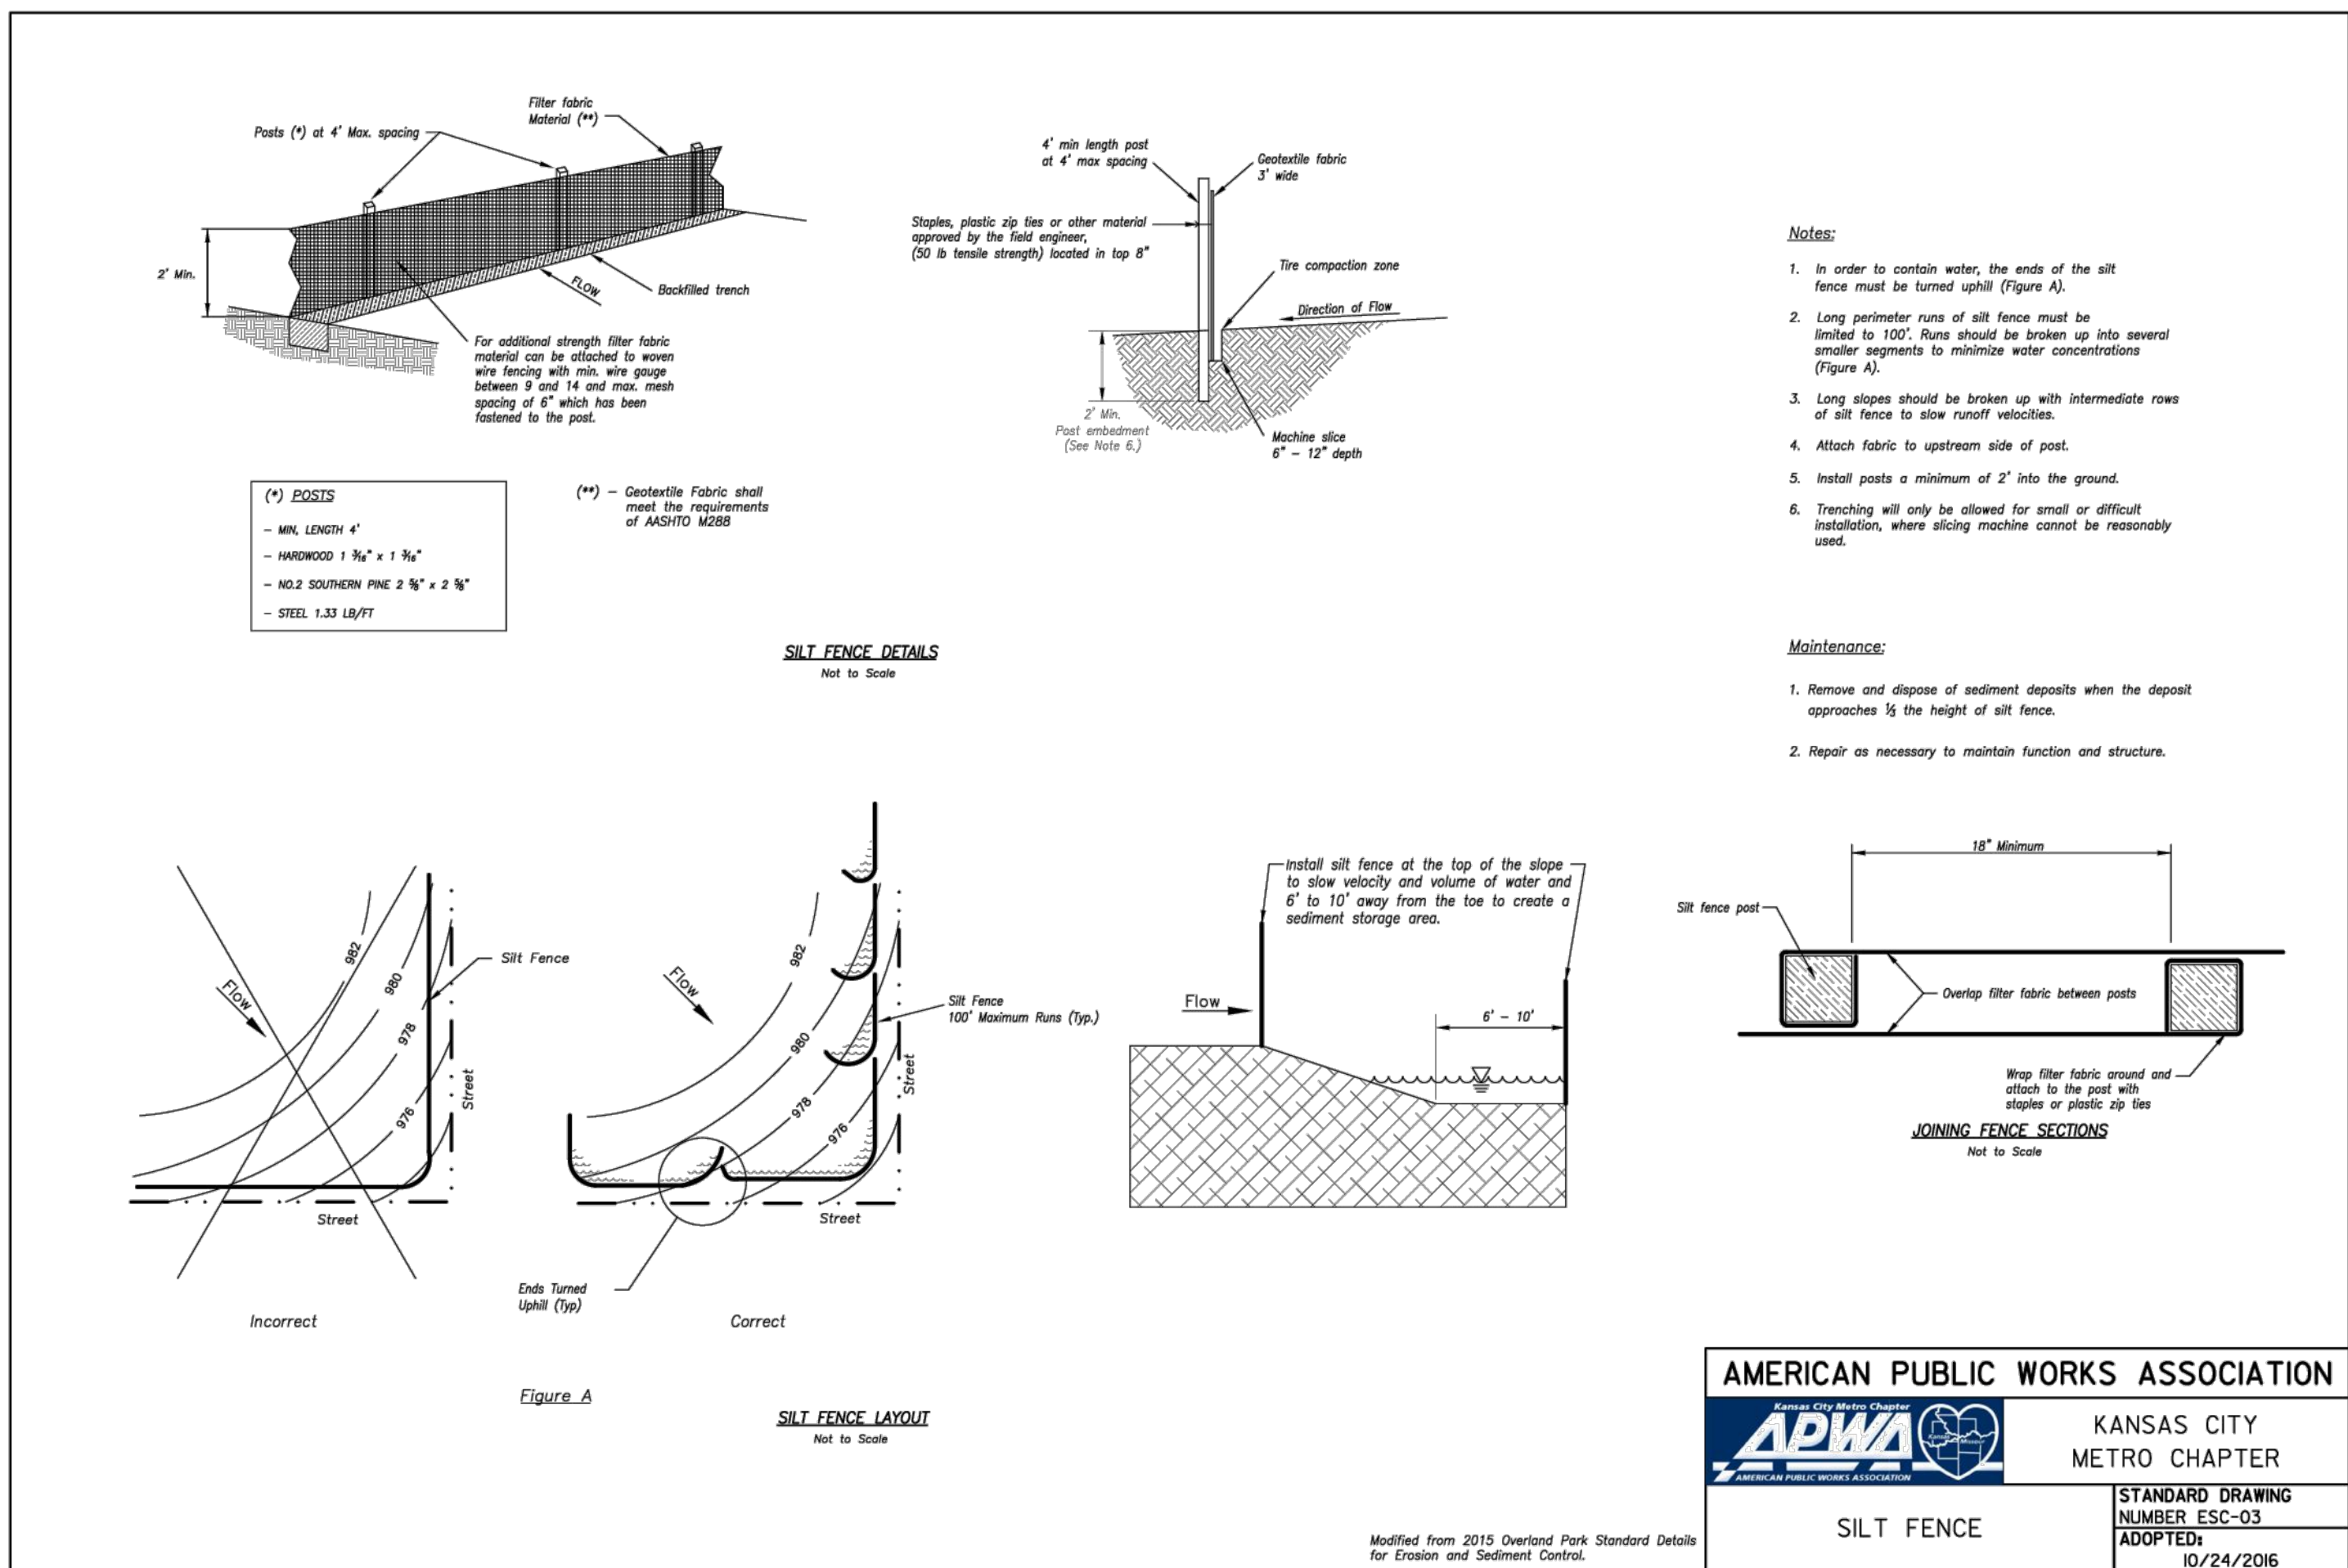 Filter fabric
Material (**)
Posts (*) at 4' Max. spacing
2' Min.
FLOW
Backfilled trench
For additional strength filter fabric
material can be attached to woven
wire fencing with min. wire gauge
between 9 and 14 and max. mesh
spacing of 6" which has been
fastened to the post.
(*) POSTS
– MIN, LENGTH 4'
– HARDWOOD 1 3/16" x 1 3/16"
– NO.2 SOUTHERN PINE 2 5/8" x 2 5/8"
– STEEL 1.33 LB/FT
(**) – Geotextile Fabric shall
meet the requirements
of AASHTO M288
4' min length post
at 4' max spacing
Geotextile fabric
3' wide
Staples, plastic zip ties or other material
approved by the field engineer,
(50 lb tensile strength) located in top 8"
Tire compaction zone
Direction of Flow
2' Min.
Post embedment
(See Note 6.)
Machine slice
6" – 12" depth
SILT FENCE DETAILS
Not to Scale
Notes:
1. In order to contain water, the ends of the silt
fence must be turned uphill (Figure A).
2. Long perimeter runs of silt fence must be
limited to 100'. Runs should be broken up into several
smaller segments to minimize water concentrations
(Figure A).
3. Long slopes should be broken up with intermediate rows
of silt fence to slow runoff velocities.
4. Attach fabric to upstream side of post.
5. Install posts a minimum of 2' into the ground.
6. Trenching will only be allowed for small or difficult
installation, where slicing machine cannot be reasonably
used.
Maintenance:
1. Remove and dispose of sediment deposits when the deposit
approaches 1/3 the height of silt fence.
2. Repair as necessary to maintain function and structure.
982
980
978
976
Flow
Silt Fence
Street
Street
Incorrect
982
980
978
976
Flow
Silt Fence
100' Maximum Runs (Typ.)
Street
Street
Ends Turned
Uphill (Typ)
Correct
Figure A
SILT FENCE LAYOUT
Not to Scale
Install silt fence at the top of the slope
to slow velocity and volume of water and
6' to 10' away from the toe to create a
sediment storage area.
Flow
6' – 10'
18" Minimum
Silt fence post
Overlap filter fabric between posts
Wrap filter fabric around and
attach to the post with
staples or plastic zip ties
JOINING FENCE SECTIONS
Not to Scale
Modified from 2015 Overland Park Standard Details
for Erosion and Sediment Control.
AMERICAN PUBLIC WORKS ASSOCIATION
Kansas City Metro Chapter
APWA
Kansas
Missouri
AMERICAN PUBLIC WORKS ASSOCIATION
KANSAS CITY
METRO CHAPTER
SILT FENCE
STANDARD DRAWING
NUMBER ESC-03
ADOPTED:
10/24/2016